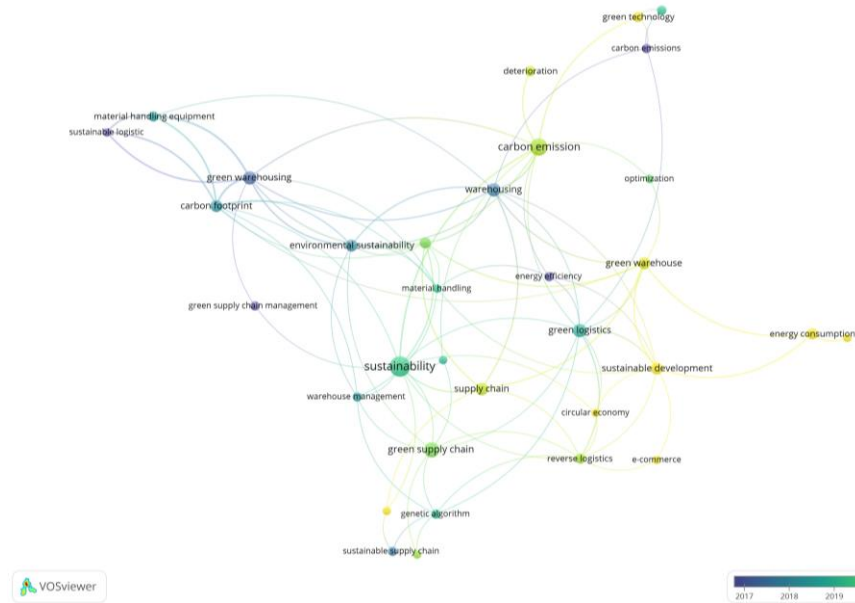 green technology
carbon emissions
deterioration
material handling equipment
sustainable logistic
carbon emission
green warehousing
optimization
warehousing
carbon footprint
environmental sustainability
green warehouse
energy efficiency
material handling
green supply chain management
green logistics
energy consumption
sustainability
sustainable development
supply chain
warehouse management
circular economy
green supply chain
reverse logistics
e-commerce
genetic algorithm
sustainable supply chain
VOSviewer
2017 2018 2019